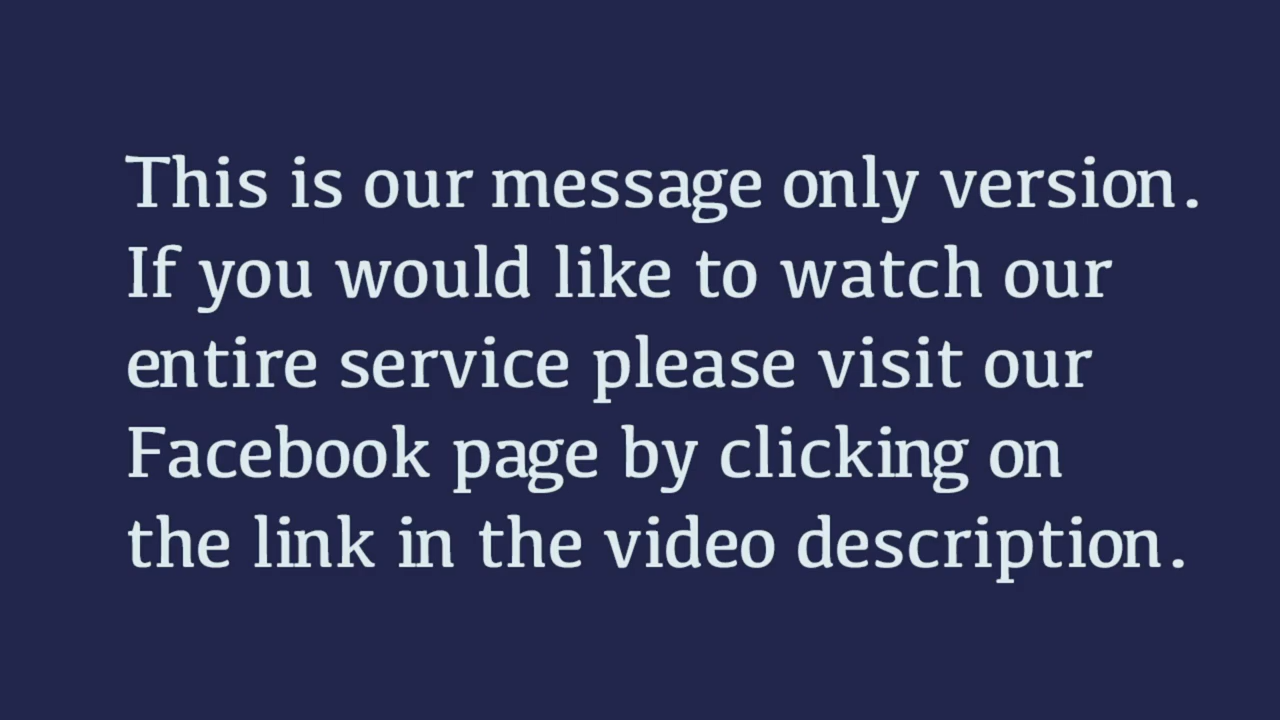 This is our message only version.
If you would like to watch our
entire service please visit our
Facebook page by clicking on
the link in the video description.